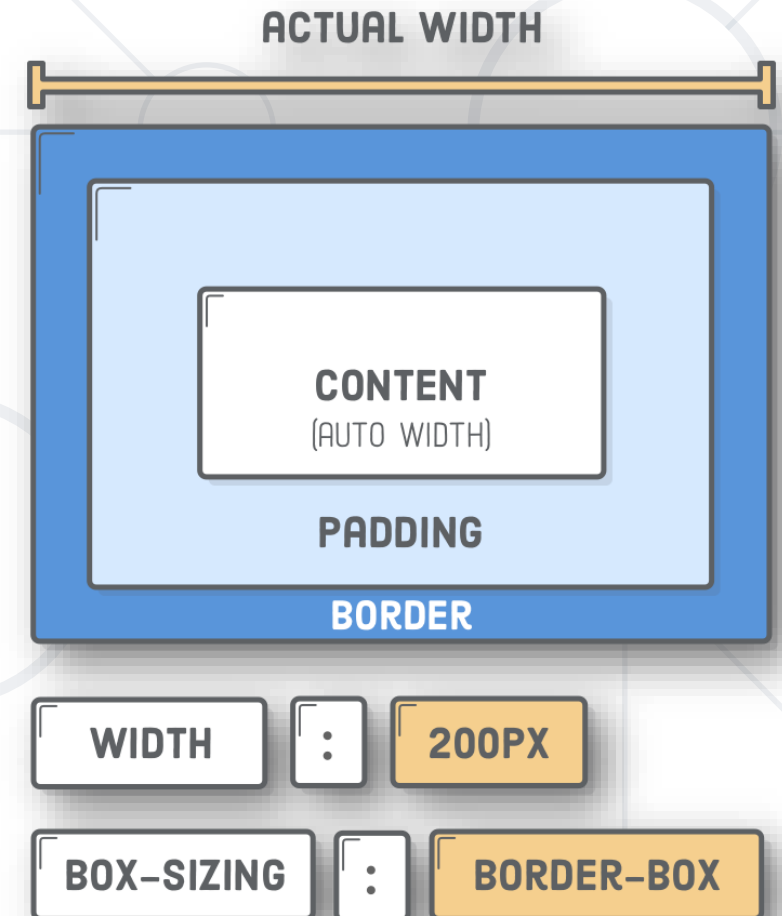 ACTUAL WIDTH
CONTENT
(AUTO WIDTH)
PADDING
BORDER
WIDTH : 200PX
BOX-SIZING : BORDER-BOX